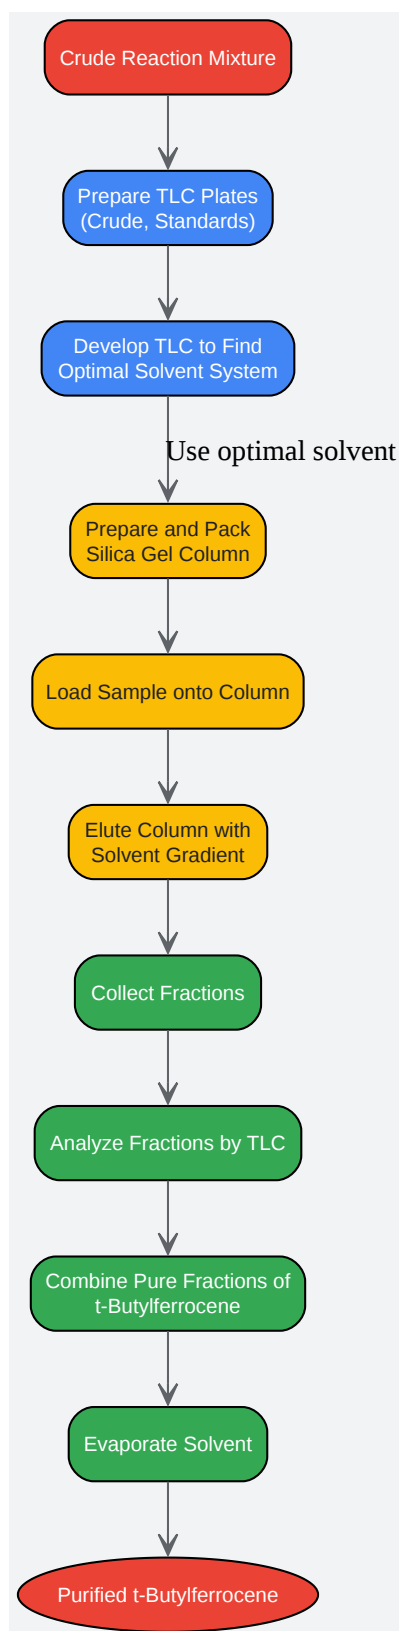 Crude Reaction Mixture
Prepare TLC Plates
(Crude, Standards)
Develop TLC to Find
Optimal Solvent System
Use optimal solvent
Prepare and Pack
Silica Gel Column
Load Sample onto Column
Elute Column with
Solvent Gradient
Collect Fractions
Analyze Fractions by TLC
Combine Pure Fractions of
t-Butylferrocene
Evaporate Solvent
Purified t-Butylferrocene